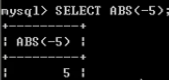 mysql> SELECT ABS(-5);
+---------+
| ABS(-5) |
+---------+
|       5 |